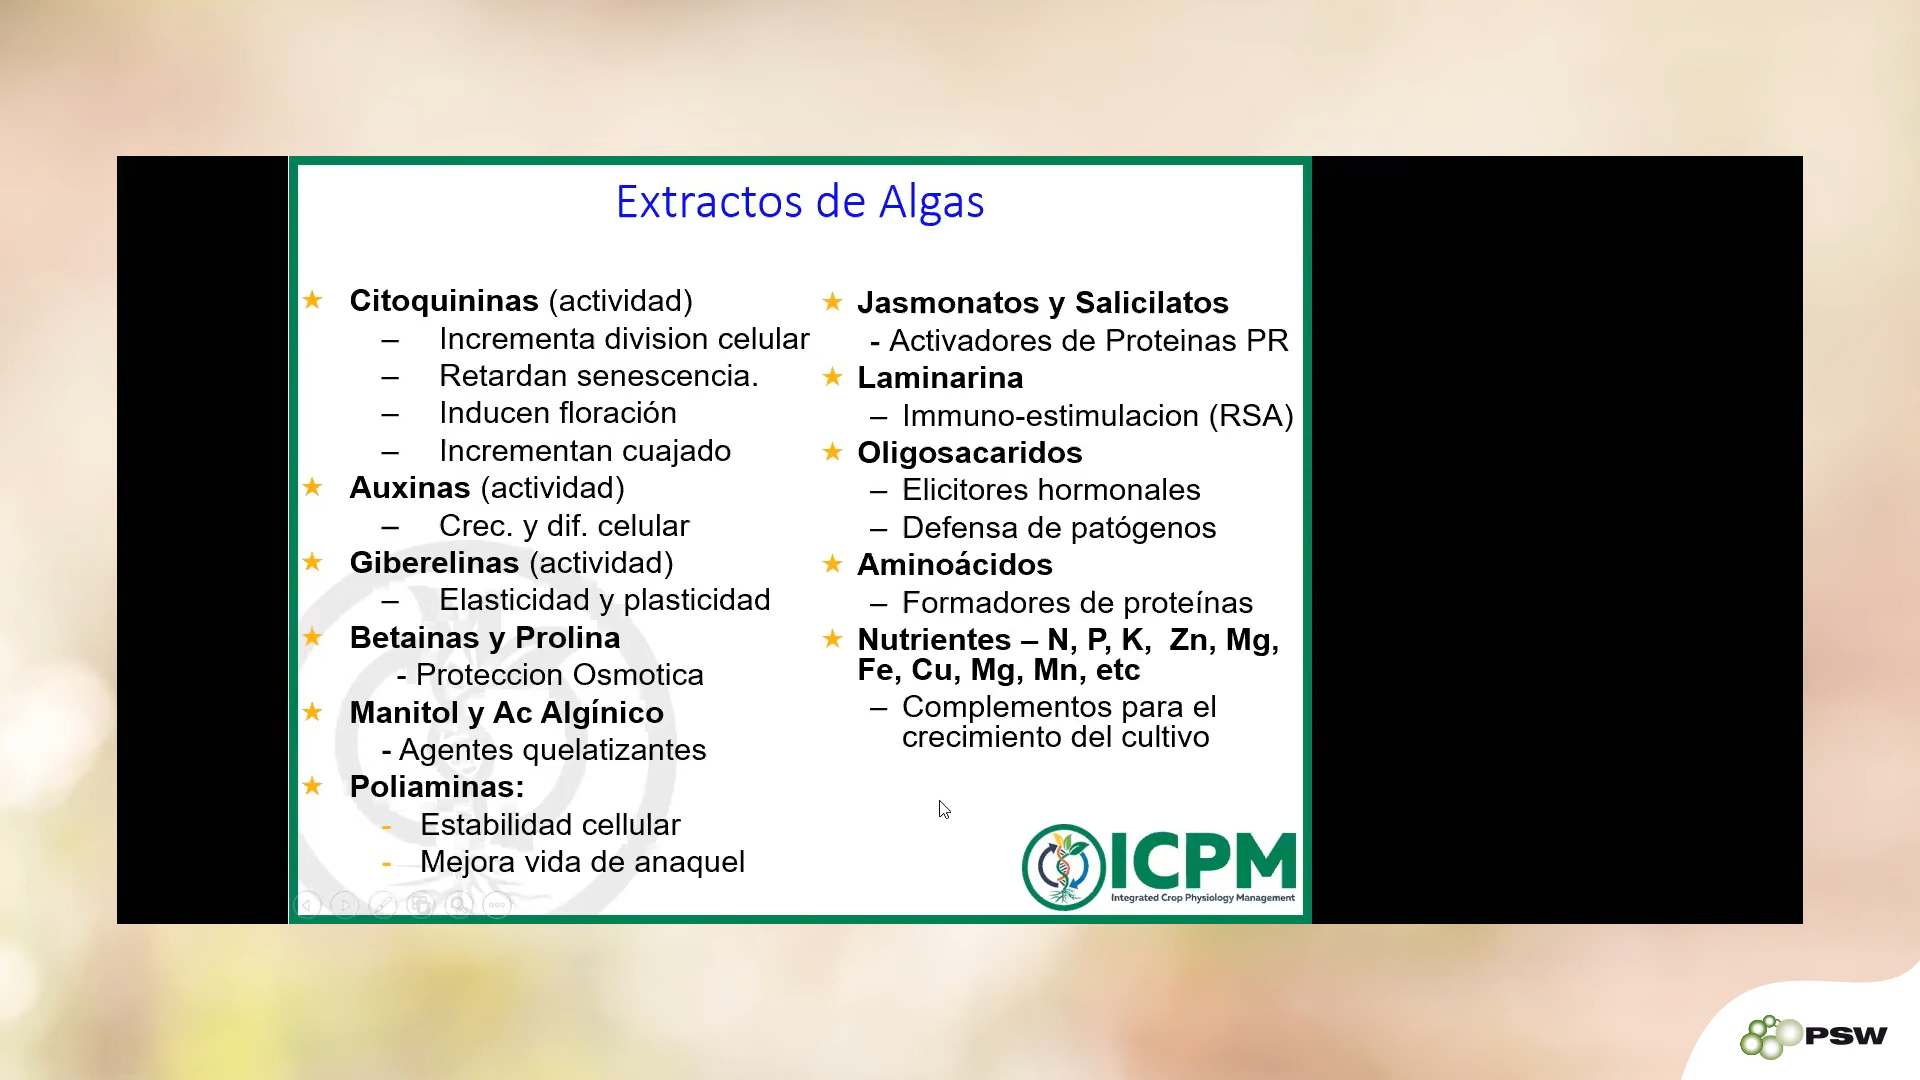 Extractos de Algas
Citoquininas (actividad)
– Incrementa division celular
– Retardan senescencia.
– Inducen floración
– Incrementan cuajado
Auxinas (actividad)
– Crec. y dif. celular
Giberelinas (actividad)
– Elasticidad y plasticidad
Betainas y Prolina
- Proteccion Osmotica
Manitol y Ac Algínico
- Agentes quelatizantes
Poliaminas:
- Estabilidad cellular
- Mejora vida de anaquel
Jasmonatos y Salicilatos
- Activadores de Proteinas PR
Laminarina
– Immuno-estimulacion (RSA)
Oligosacaridos
– Elicitores hormonales
– Defensa de patógenos
Aminoácidos
– Formadores de proteínas
Nutrientes – N, P, K, Zn, Mg,
Fe, Cu, Mg, Mn, etc
– Complementos para el
crecimiento del cultivo
ICPM
Integrated Crop Physiology Management
PSW